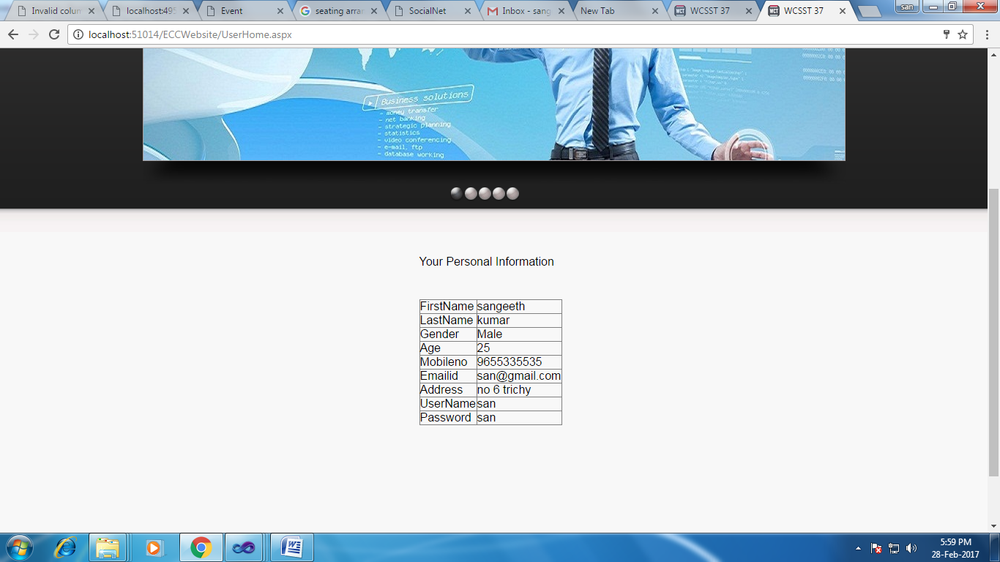 Invalid colum
localhost:495
Event
seating arran
SocialNet
Inbox - sang
New Tab
WCSST 37
WCSST 37
san
localhost:51014/ECCWebsite/UserHome.aspx
Business solutions
- money transfer
- net banking
- strategic planning
- statistics
- video conferencing
- e-mail, ftp
- database working
Your Personal Information
FirstName sangeeth
LastName kumar
Gender Male
Age 25
Mobileno 9655335535
Emailid san@gmail.com
Address no 6 trichy
UserName san
Password san
5:59 PM
28-Feb-2017